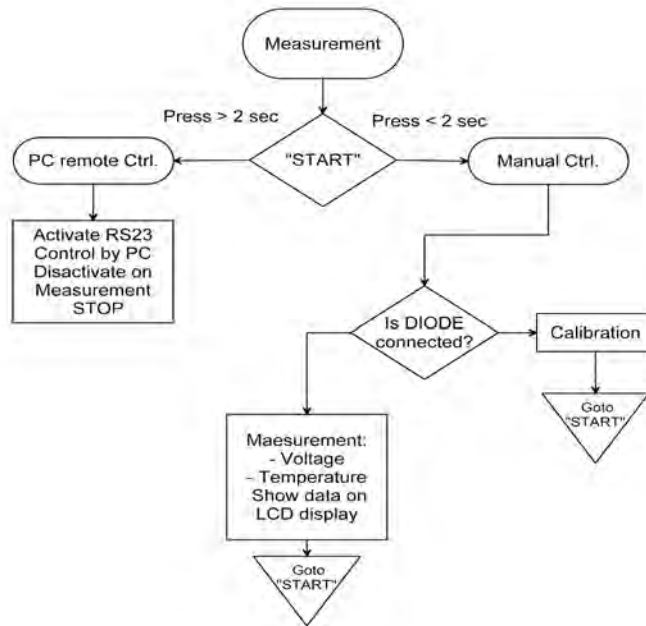 Measurement
Press > 2 sec
Press < 2 sec
PC remote Ctrl.
"START"
Manual Ctrl.
Activate RS23
Control by PC
Disactivate on
Measurement
STOP
Is DIODE
connected?
Calibration
Goto
"START"
Maesurement:
- Voltage
- Temperature
Show data on
LCD display
Goto
"START"